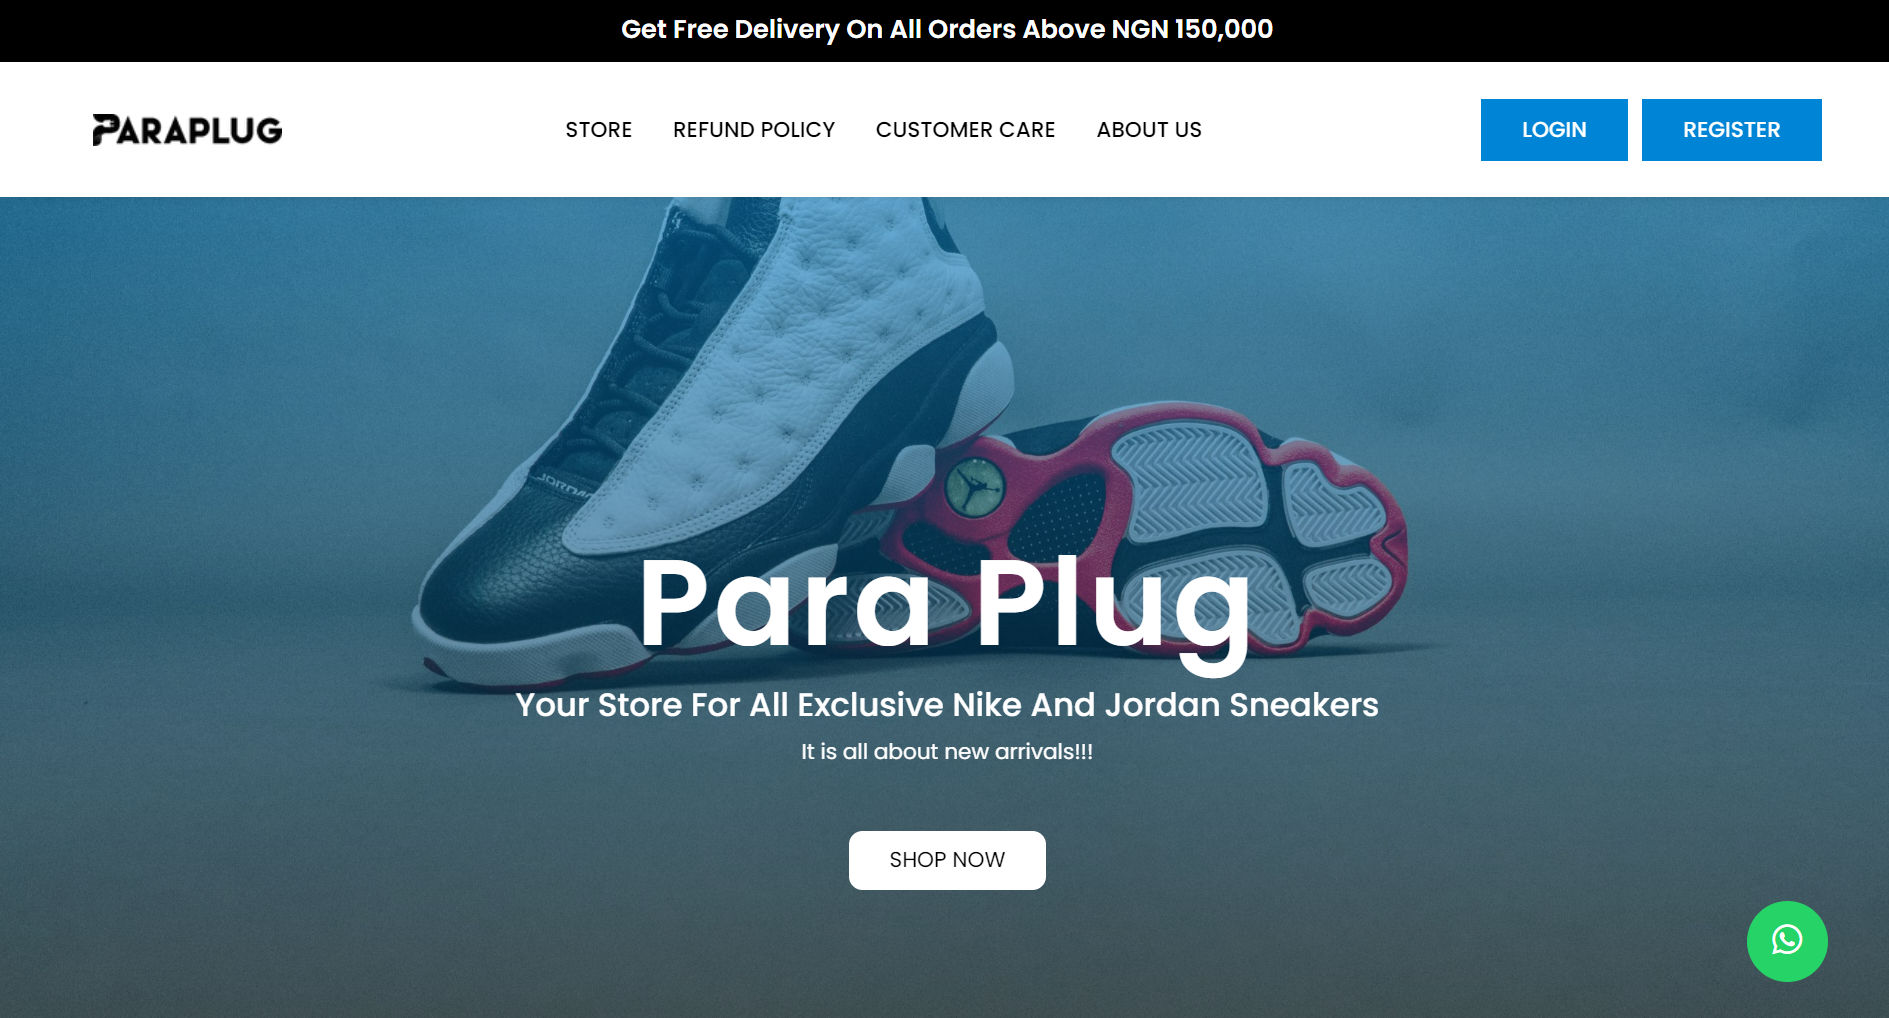 Get Free Delivery On All Orders Above NGN 150,000
PARAPLUG
STORE REFUND POLICY CUSTOMER CARE ABOUT US
LOGIN REGISTER
JORDAN
Para Plug
Your Store For All Exclusive Nike And Jordan Sneakers
It is all about new arrivals!!!
SHOP NOW